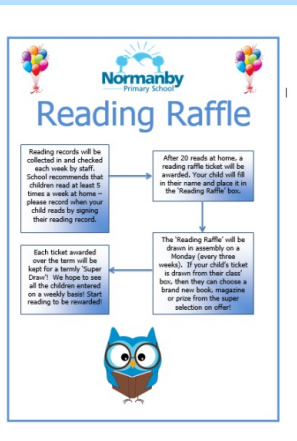 Normanby
Primary School
Reading Raffle
Reading records will be
collected in and checked
each week by staff.
School recommends that
children read at least 5
times a week at home –
please record when your
child reads by signing
their reading record.
After 20 reads at home, a
reading raffle ticket will be
awarded. Your child will fill
in their name and place it in
the 'Reading Raffle' box.
The 'Reading Raffle' will be
drawn in assembly on a
Monday (every three
weeks). If your child's ticket
is drawn from their class'
box, then they can choose a
brand new book, magazine
or prize from the super
selection on offer!
Each ticket awarded
over the term will be
kept for a termly 'Super
Draw'! We hope to see
all the children entered
on a weekly basis! Start
reading to be rewarded!